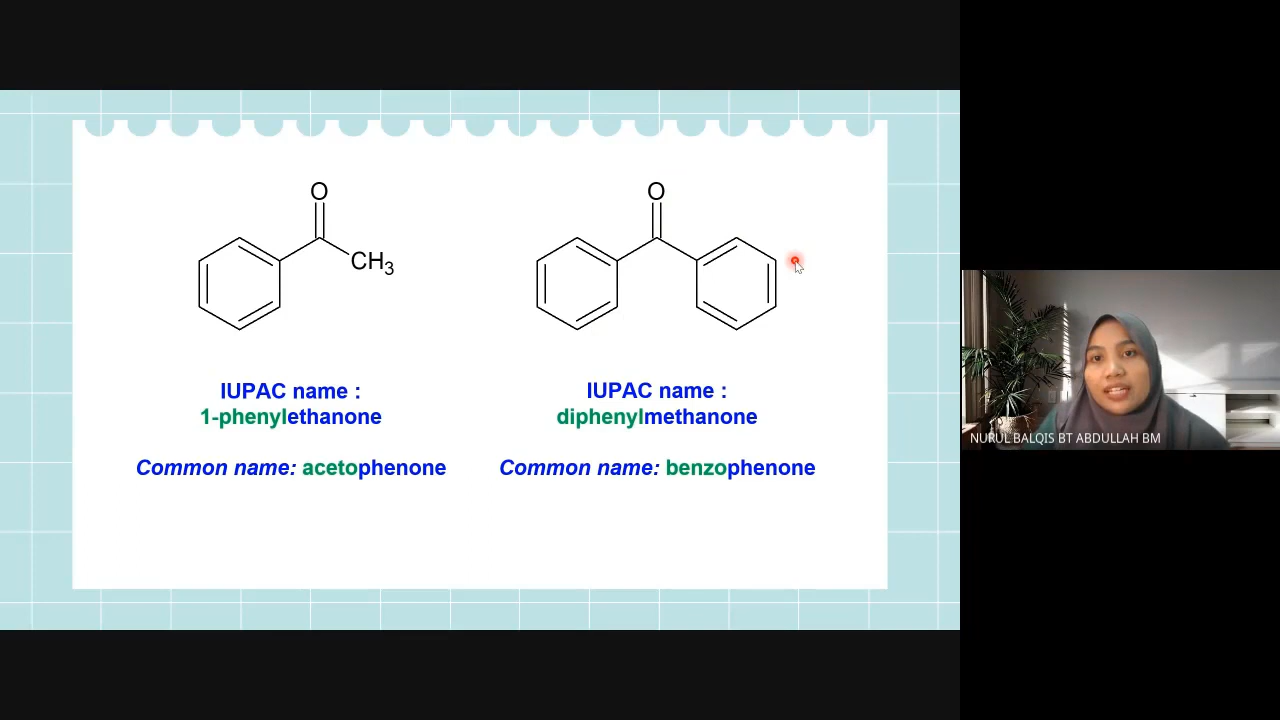 O
CH3
IUPAC name :
1-phenylethanone
Common name: acetophenone
O
IUPAC name :
diphenylmethanone
Common name: benzophenone
NURUL BALQIS BT ABDULLAH BM